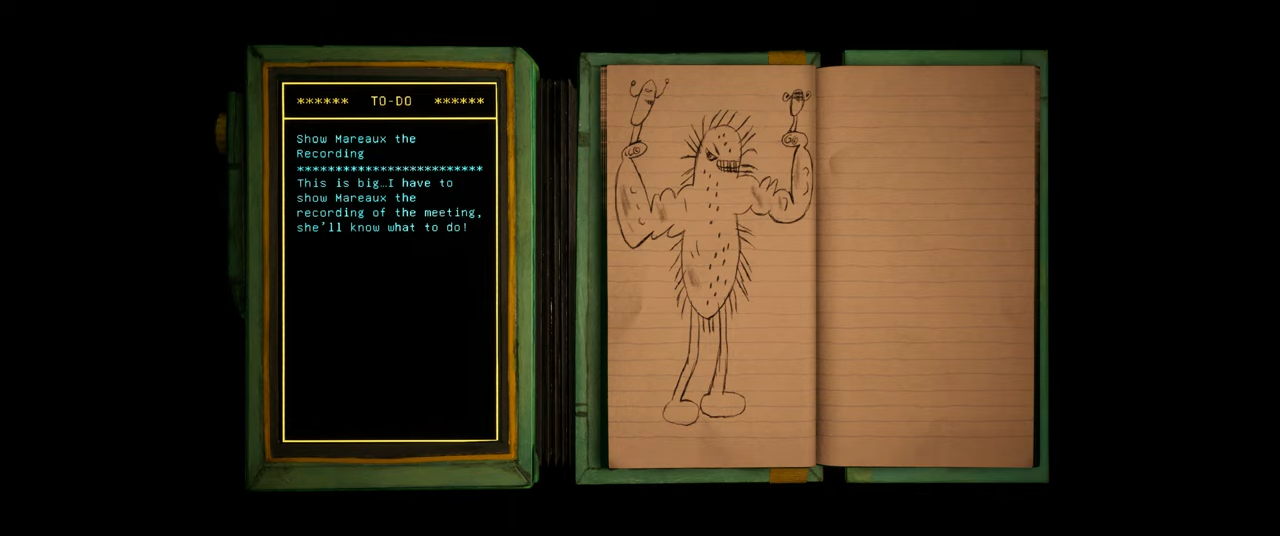 ****** TO-DO ******
Show Mareaux the
Recording
*************************
This is big…I have to
show Mareaux the
recording of the meeting,
she'll know what to do!